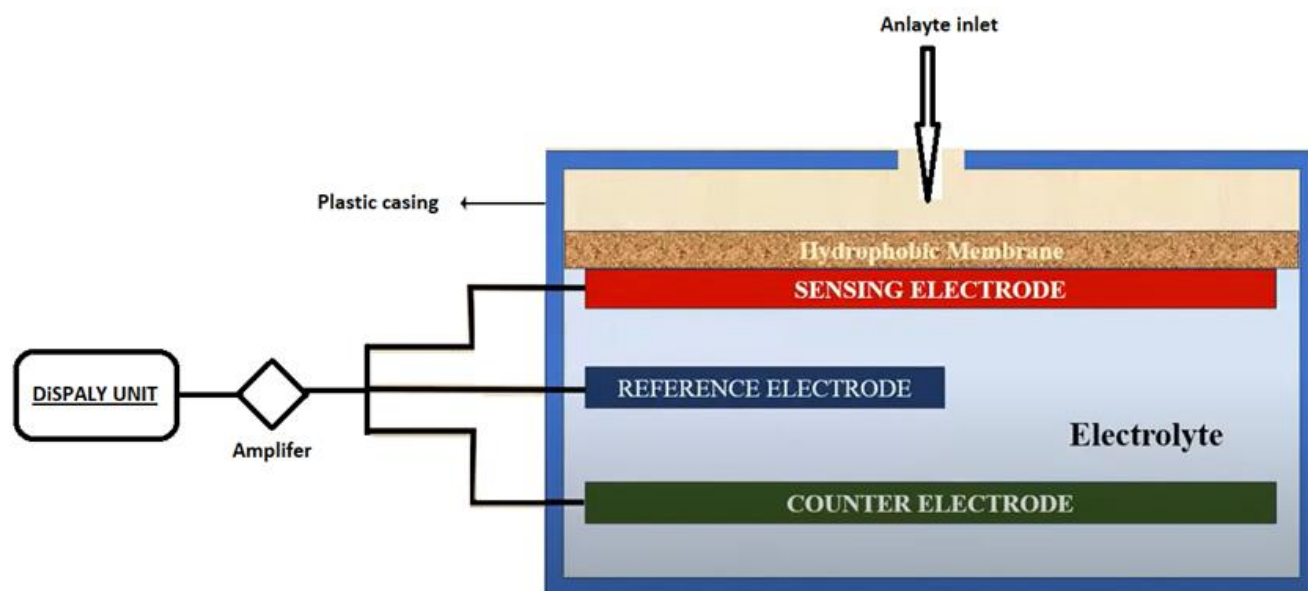 Anlayte inlet
Plastic casing
Hydrophobic Membrane
SENSING ELECTRODE
DiSPALY UNIT
REFERENCE ELECTRODE
Amplifer
Electrolyte
COUNTER ELECTRODE